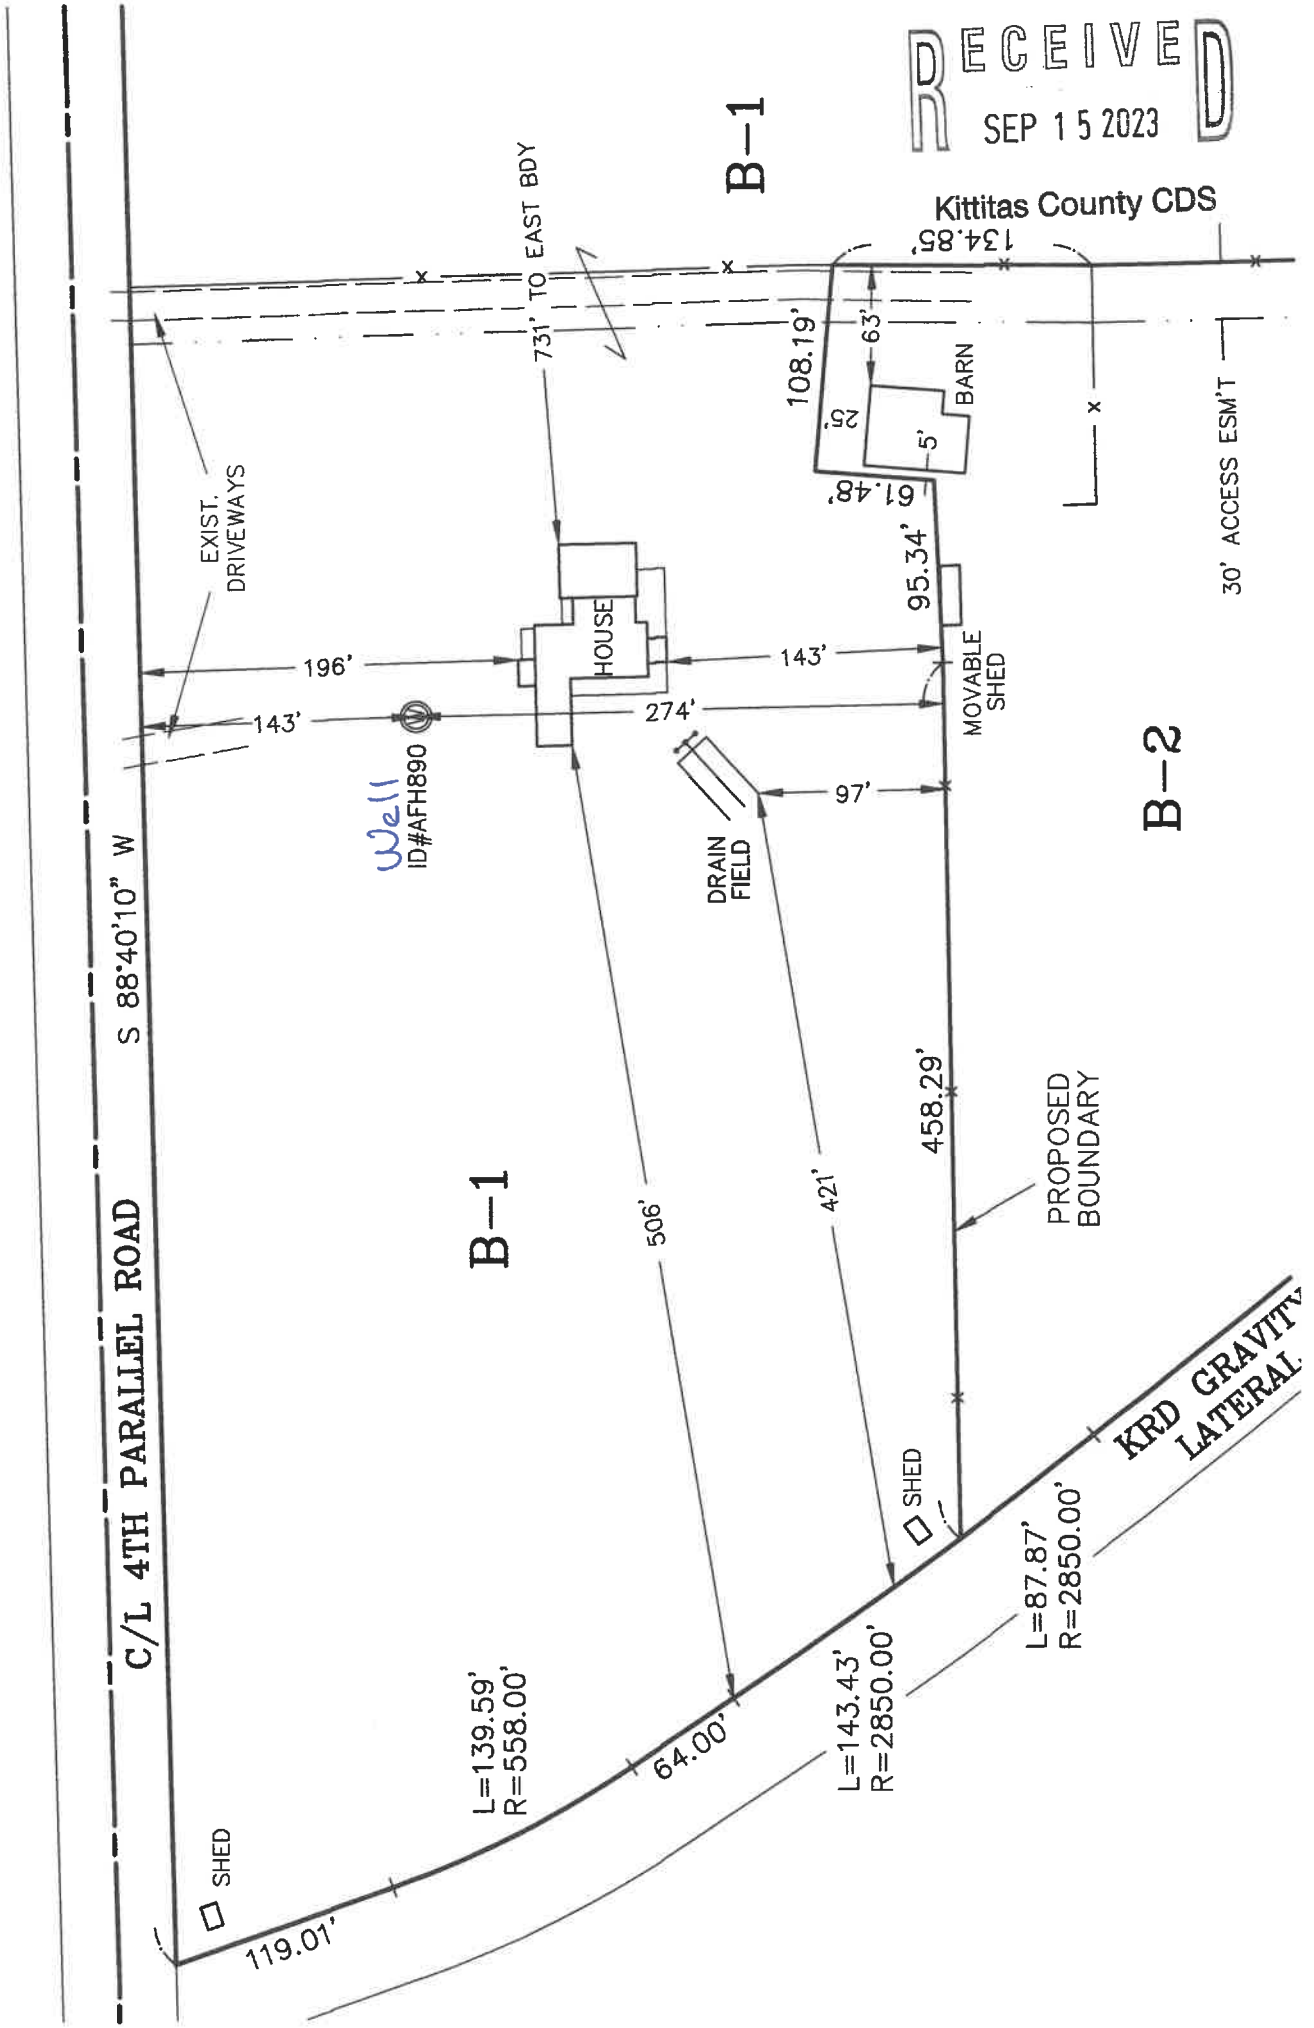 RECEIVED
SEP 15 2023
Kittitas County CDS
C/L 4TH PARALLEL ROAD
S 88°40'10" W
EXIST.
DRIVEWAYS
B-1
731' TO EAST BDY
196'
143'
Well
ID#AFH890
HOUSE
143'
274'
DRAIN
FIELD
97'
108.19'
134.85'
63'
25'
5'
BARN
61.48'
95.34'
MOVABLE
SHED
30' ACCESS ESM'T
B-1
506'
421'
458.29'
PROPOSED
BOUNDARY
B-2
SHED
119.01'
L=139.59'
R=558.00'
64.00'
L=143.43'
R=2850.00'
SHED
L=87.87'
R=2850.00'
KRD GRAVITY
LATERAL